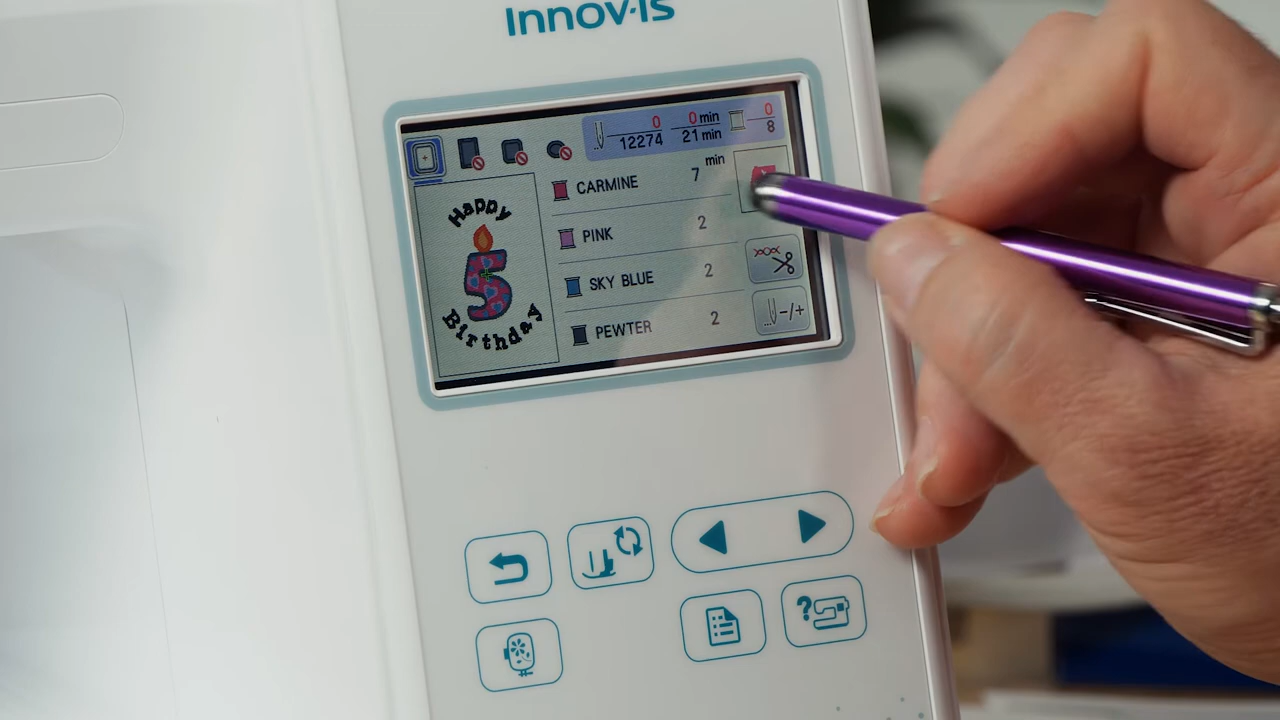 INNOV-IS
0 0 min 0
12274 21 min 8
min
CARMINE 7
PINK 2
SKY BLUE 2
PEWTER 2
-/+
Happy
5
Birthday
?